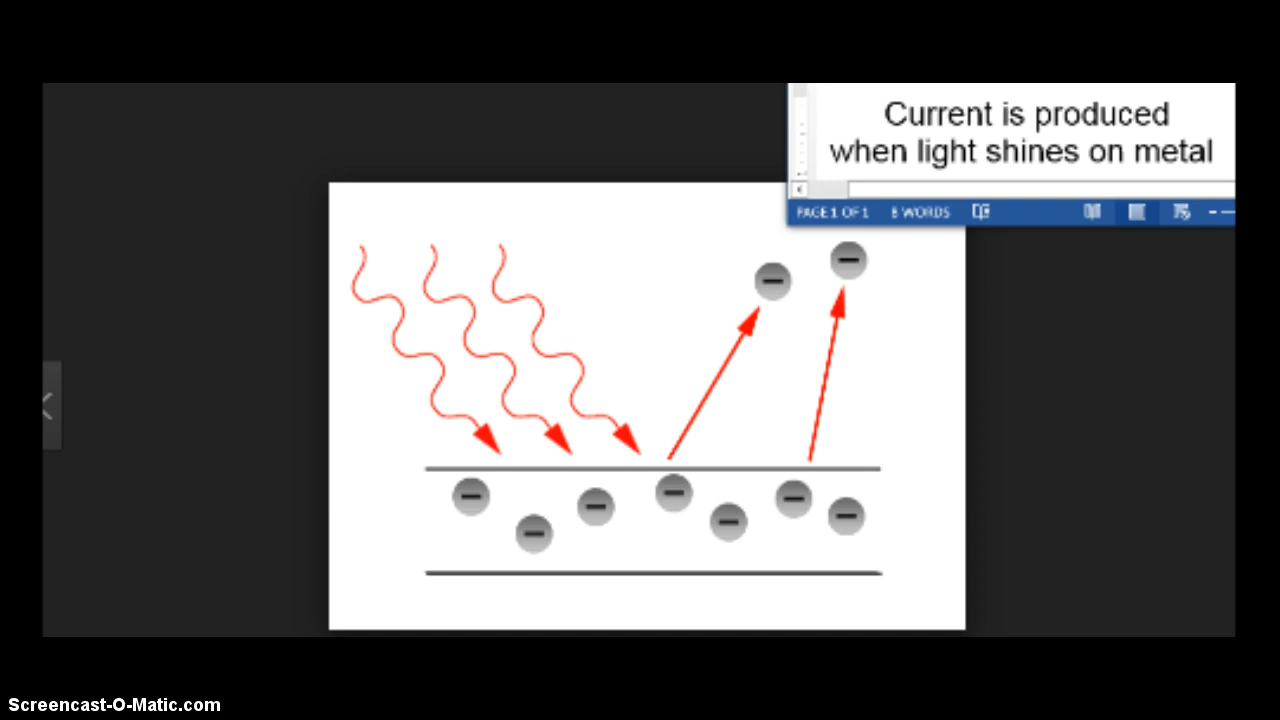 Current is produced
when light shines on metal
PAGE 1 OF 1 8 WORDS
Screencast-O-Matic.com